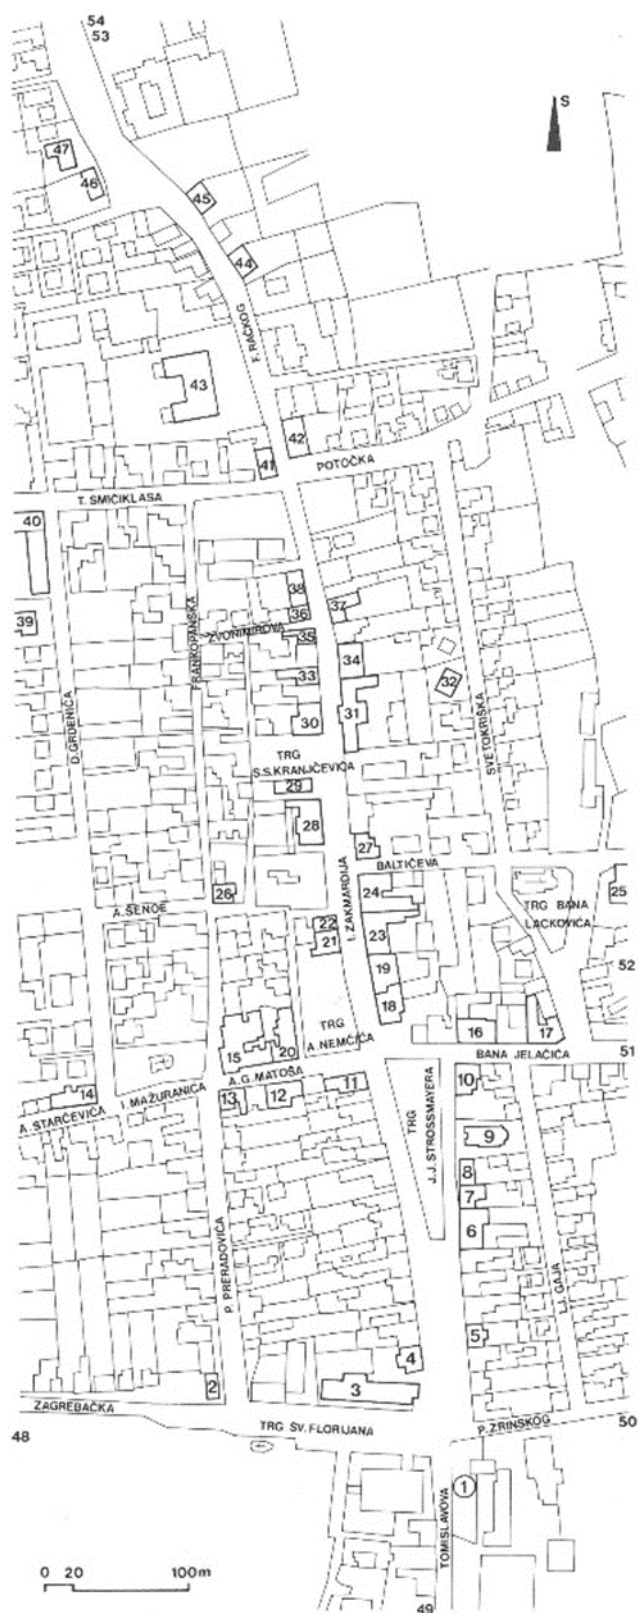 54
53
S
47
46
45
44
F. RAČKOG
43
42
41
POTOČKA
T. SMIČIKLASA
40
38
37
39
36
ZVONIMIROVA
35
FRANKOPANSKA
34
33
32
31
30
D.GRDENIĆA
SVETOKRIŠKA
TRG
S.S.KRANJČEVIĆA
29
28
27
BALTIĆEVA
I. ZAKMARDIJA
26
24
25
A.ŠENOE
TRG BANA
LACKOVIĆA
22
21
23
19
52
18
TRG
A.NEMČIĆA
16
17
15
20
BANA JELAČIĆA
51
A.G.MATOŠA
14
I. MAŽURANIĆA
13
12
11
10
A. STARČEVIĆA
TRG
J.J.STROSSMAYERA
9
8
7
6
P. PRERADOVIĆA
LJ. GAJA
5
4
2
3
ZAGREBAČKA
TRG SV.FLORIJANA
P.ZRINSKOG
50
48
1
TOMISLAVOVA
0 20 100m
49